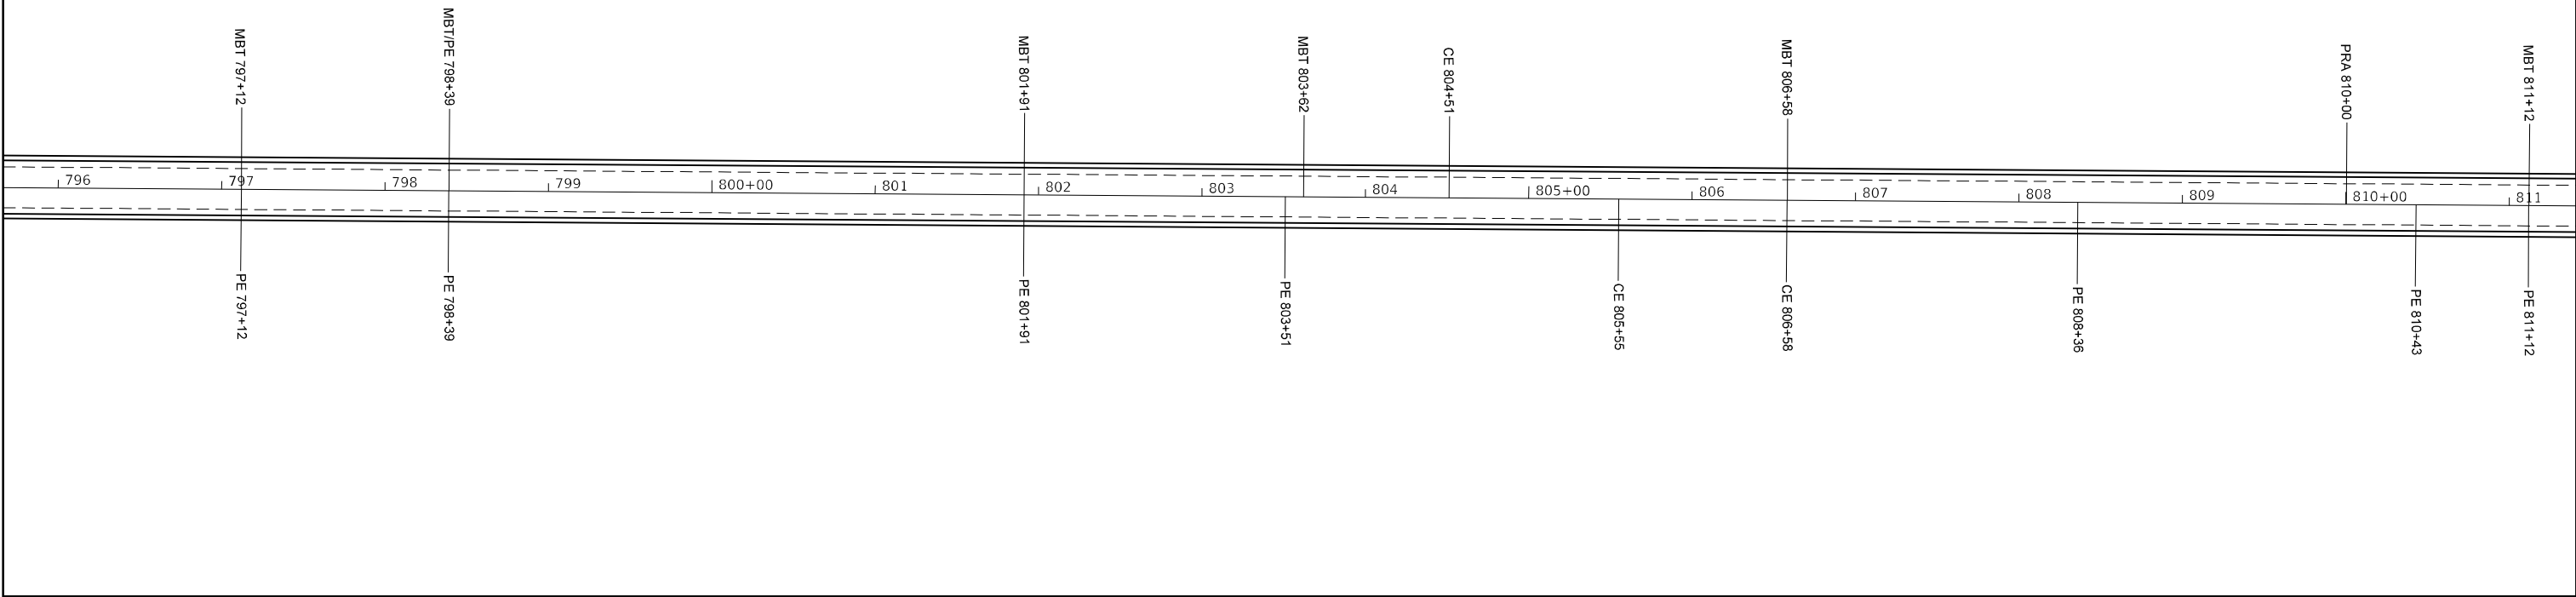 MBT 797+12
MBT/PE 798+39
MBT 801+91
MBT 803+62
CE 804+51
MBT 806+58
PRA 810+00
MBT 811+12
796
797
798
799
800+00
801
802
803
804
805+00
806
807
808
809
810+00
811
PE 797+12
PE 798+39
PE 801+91
PE 803+51
CE 805+55
CE 806+58
PE 808+36
PE 810+43
PE 811+12